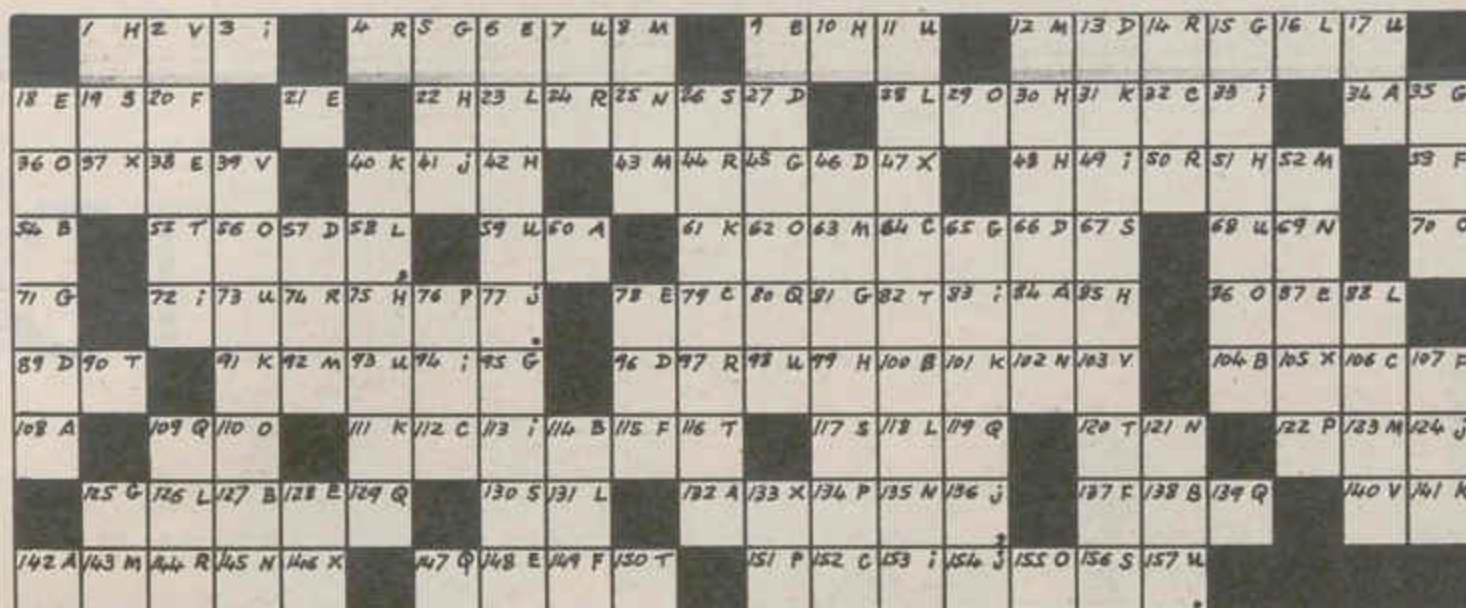 1 H 2 V 3 i 4 R 5 G 6 E 7 U 8 M 9 B 10 H 11 U 12 M 13 D 14 R 15 G 16 L 17 U
18 E 19 S 20 F 21 E 22 H 23 L 24 R 25 N 26 S 27 D 28 L 29 O 30 H 31 K 32 C 33 i 34 A 35 G
36 O 37 X 38 E 39 V 40 K 41 j 42 H 43 M 44 R 45 G 46 D 47 X 48 H 49 i 50 R 51 H 52 M 53 F
54 B 55 T 56 O 57 D 58 L , 59 U 60 A 61 K 62 O 63 M 64 C 65 G 66 D 67 S 68 U 69 N 70 O
71 G 72 i 73 U 74 R 75 H 76 P 77 j . 78 E 79 C 80 Q 81 G 82 T 83 i 84 A 85 H 86 O 87 E 88 L
89 D 90 T 91 K 92 M 93 U 94 i 95 G 96 D 97 R 98 U 99 H 100 B 101 K 102 N 103 V 104 B 105 X 106 C 107 F
108 A 109 Q 110 O 111 K 112 C 113 i 114 B 115 F 116 T 117 S 118 L 119 Q 120 T 121 N 122 P 123 M 124 j
125 G 126 L 127 B 128 E 129 Q 130 S 131 L 132 A 133 X 134 P 135 N 136 j , 137 F 138 B 139 Q 140 V 141 K
142 A 143 M 144 R 145 N 146 X 147 Q 148 E 149 F 150 T 151 P 152 C 153 i 154 j 155 O 156 S 157 U .